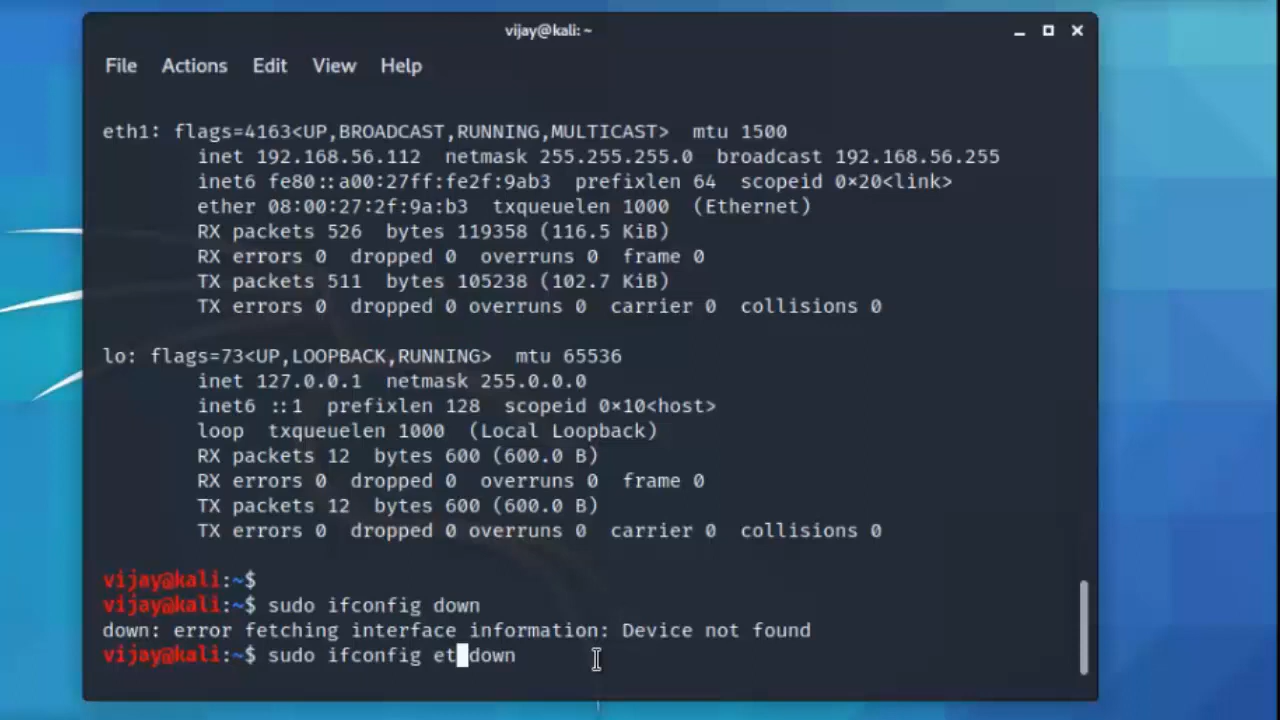 vijay@kali: ~
File Actions Edit View Help
eth1: flags=4163<UP,BROADCAST,RUNNING,MULTICAST>  mtu 1500
        inet 192.168.56.112  netmask 255.255.255.0  broadcast 192.168.56.255
        inet6 fe80::a00:27ff:fe2f:9ab3  prefixlen 64  scopeid 0×20<link>
        ether 08:00:27:2f:9a:b3  txqueuelen 1000  (Ethernet)
        RX packets 526  bytes 119358 (116.5 KiB)
        RX errors 0  dropped 0  overruns 0  frame 0
        TX packets 511  bytes 105238 (102.7 KiB)
        TX errors 0  dropped 0 overruns 0  carrier 0  collisions 0
lo: flags=73<UP,LOOPBACK,RUNNING>  mtu 65536
        inet 127.0.0.1  netmask 255.0.0.0
        inet6 ::1  prefixlen 128  scopeid 0×10<host>
        loop  txqueuelen 1000  (Local Loopback)
        RX packets 12  bytes 600 (600.0 B)
        RX errors 0  dropped 0  overruns 0  frame 0
        TX packets 12  bytes 600 (600.0 B)
        TX errors 0  dropped 0 overruns 0  carrier 0  collisions 0
vijay@kali:~$
vijay@kali:~$ sudo ifconfig down
down: error fetching interface information: Device not found
vijay@kali:~$ sudo ifconfig et down